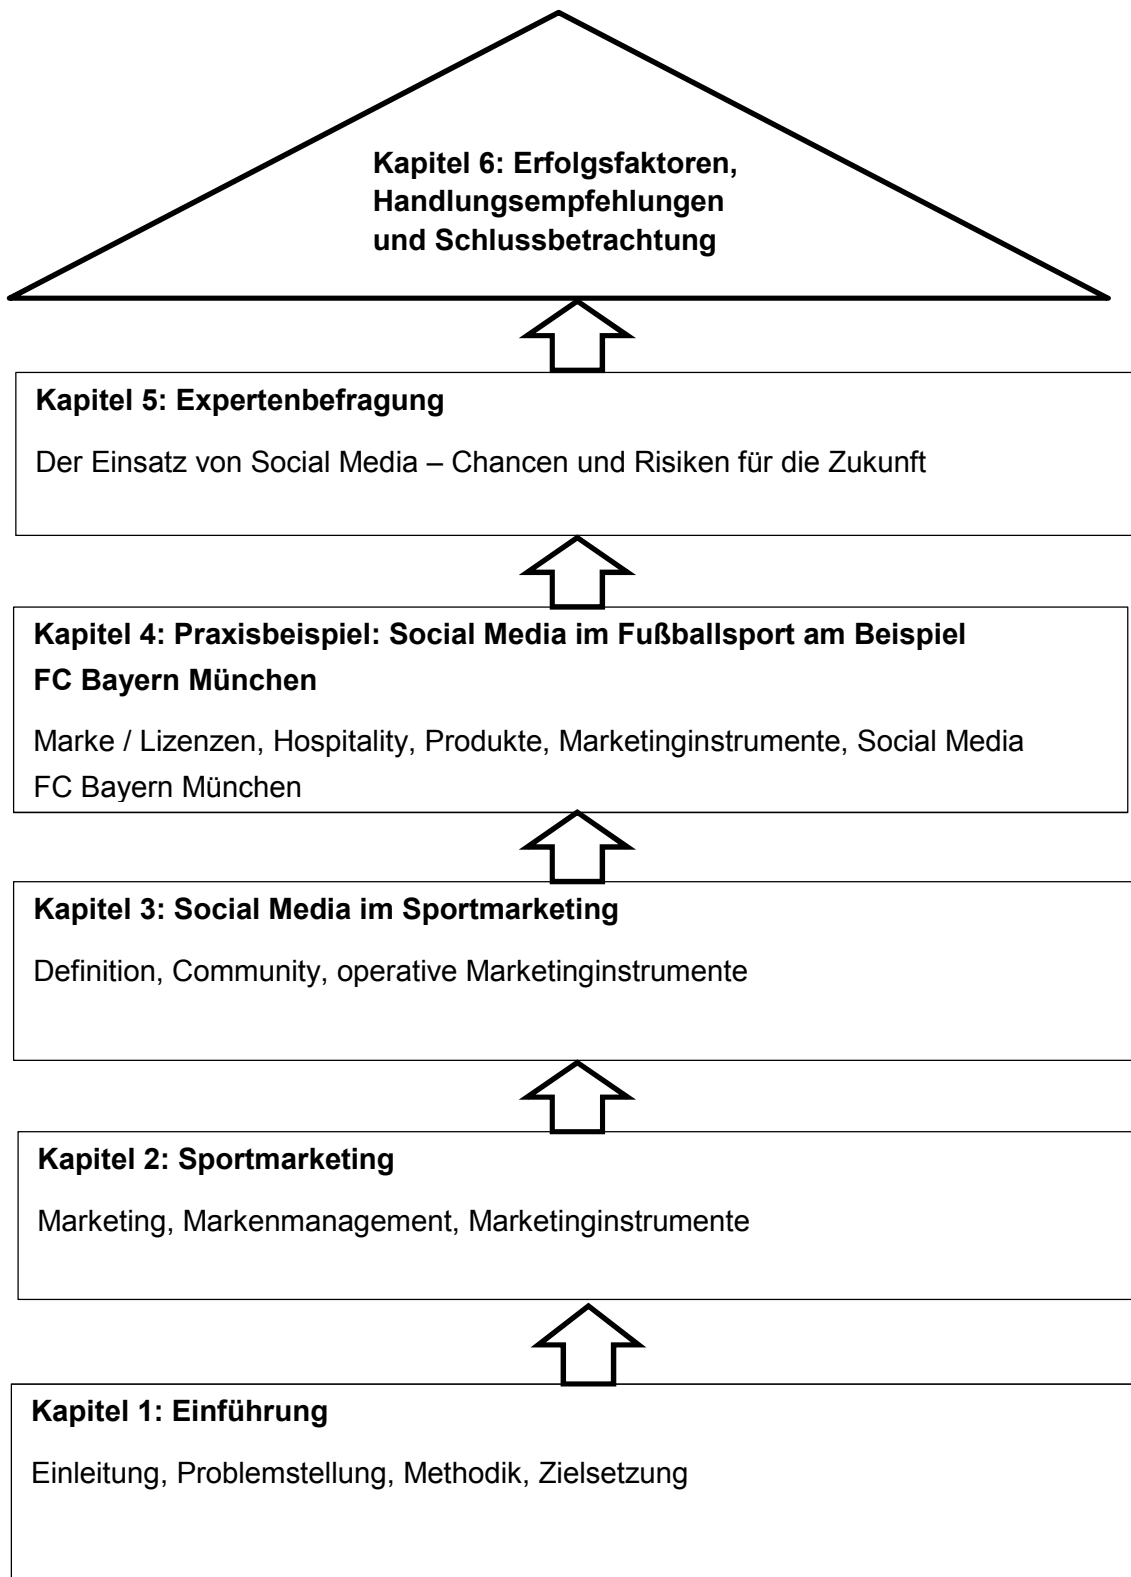 Kapitel 6: Erfolgsfaktoren,
Handlungsempfehlungen
und Schlussbetrachtung
Kapitel 5: Expertenbefragung
Der Einsatz von Social Media – Chancen und Risiken für die Zukunft
Kapitel 4: Praxisbeispiel: Social Media im Fußballsport am Beispiel
FC Bayern München
Marke / Lizenzen, Hospitality, Produkte, Marketinginstrumente, Social Media
FC Bayern München
Kapitel 3: Social Media im Sportmarketing
Definition, Community, operative Marketinginstrumente
Kapitel 2: Sportmarketing
Marketing, Markenmanagement, Marketinginstrumente
Kapitel 1: Einführung
Einleitung, Problemstellung, Methodik, Zielsetzung